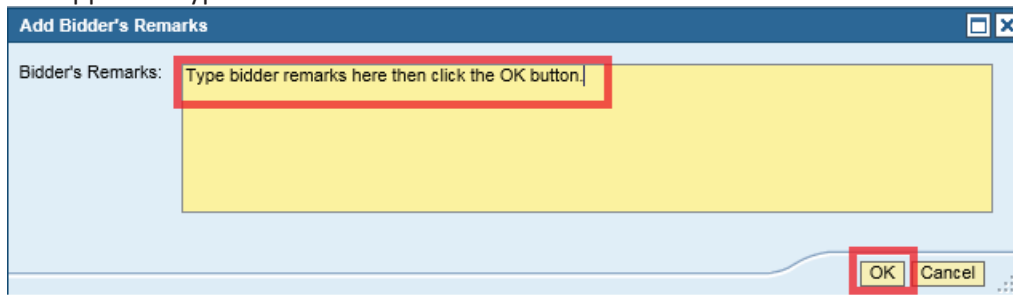 Add Bidder's Remarks
Bidder's Remarks: Type bidder remarks here then click the OK button.
OK Cancel